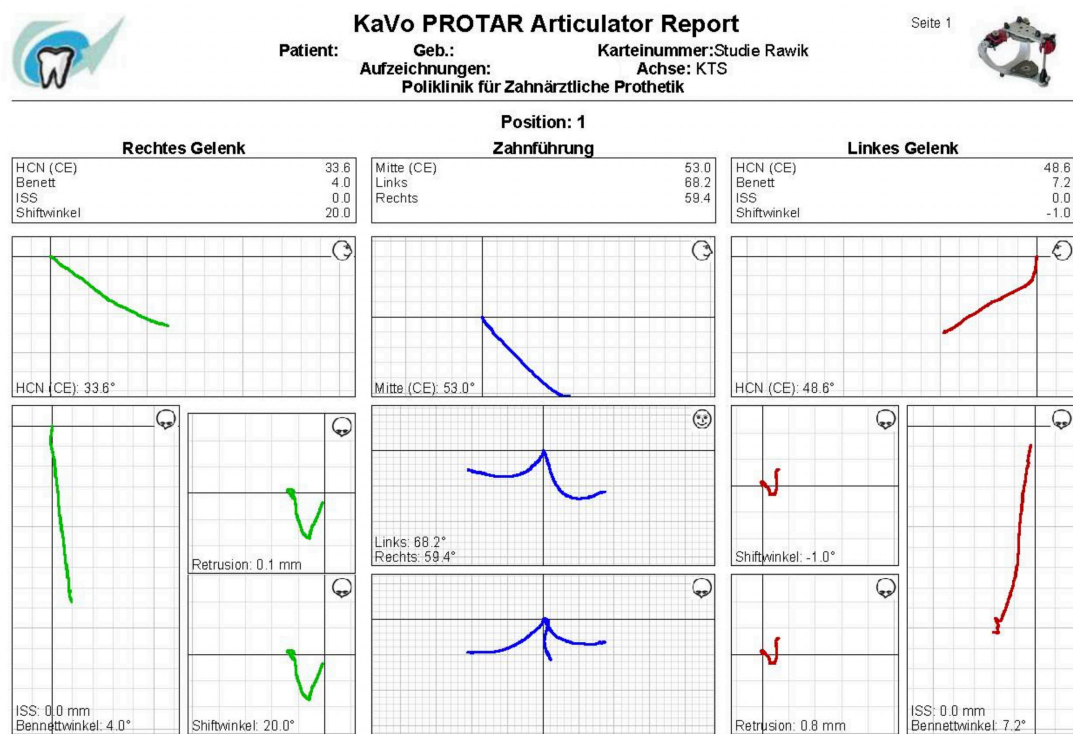 KaVo PROTAR Articulator Report
Seite 1
Patient: Geb.: Karteinummer:Studie Rawik
Aufzeichnungen: Achse: KTS
Poliklinik für Zahnärztliche Prothetik
Position: 1
Rechtes Gelenk
HCN (CE) 33.6
Benett 4.0
ISS 0.0
Shiftwinkel 20.0
Zahnführung
Mitte (CE) 53.0
Links 68.2
Rechts 59.4
Linkes Gelenk
HCN (CE) 48.6
Benett 7.2
ISS 0.0
Shiftwinkel -1.0
HCN (CE): 33.6°
Mitte (CE): 53.0°
HCN (CE): 48.6°
Retrusion: 0.1 mm
Links: 68.2°
Rechts: 59.4°
Shiftwinkel: -1.0°
ISS: 0.0 mm
Bennettwinkel: 4.0°
Shiftwinkel: 20.0°
Retrusion: 0.8 mm
ISS: 0.0 mm
Bennettwinkel: 7.2°